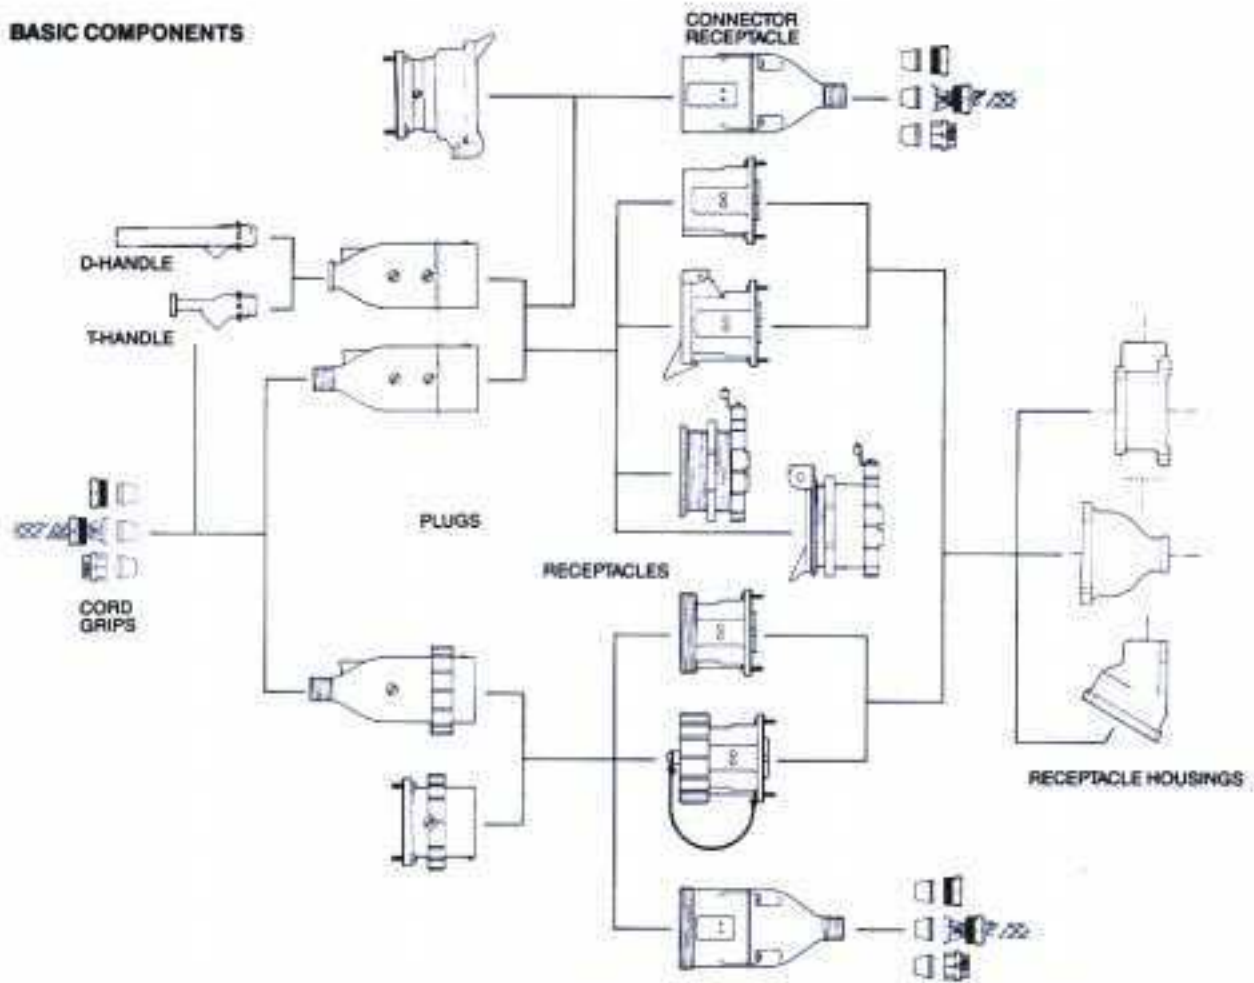 BASIC COMPONENTS
CONNECTOR
RECEPTACLE
D-HANDLE
T-HANDLE
PLUGS
RECEPTACLES
CORD
GRIPS
RECEPTACLE HOUSINGS